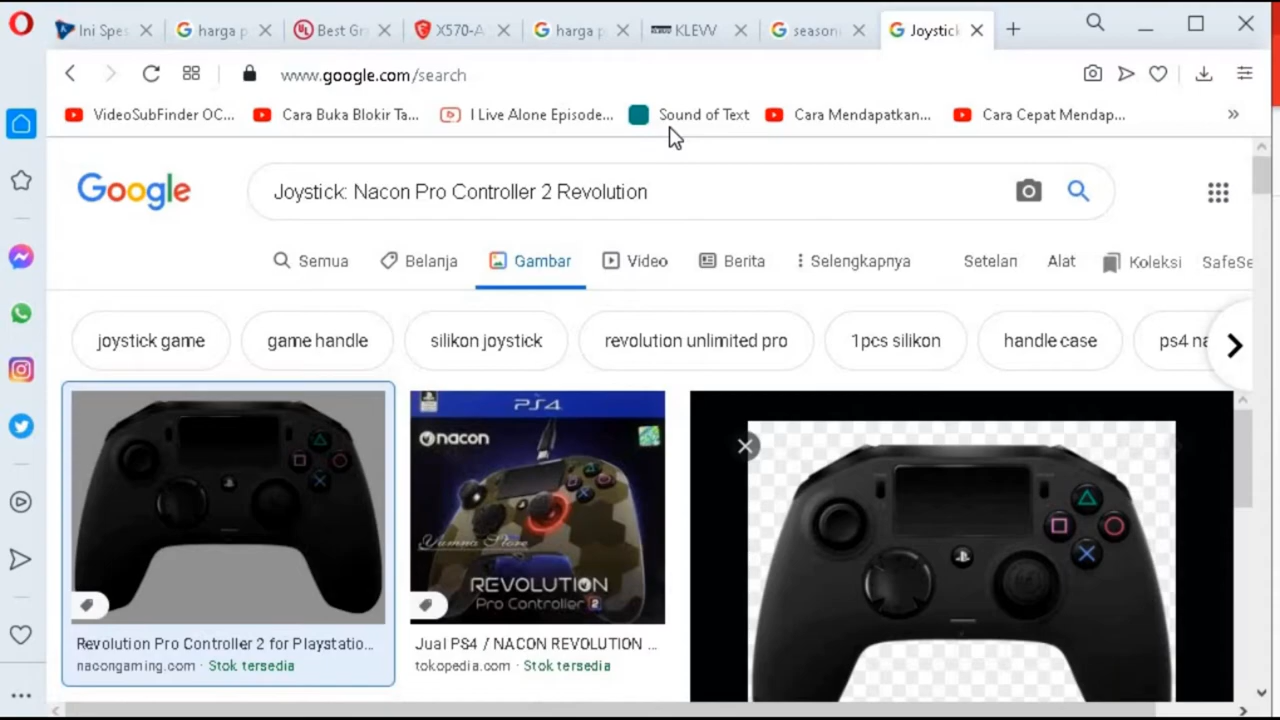 Ini Spes
harga p
Best Gr
X570-A
harga p
KLEVV
season
Joystick
www.google.com/search
VideoSubFinder OC...
Cara Buka Blokir Ta...
I Live Alone Episode...
Sound of Text
Cara Mendapatkan...
Cara Cepat Mendap...
Google
Joystick: Nacon Pro Controller 2 Revolution
Semua
Belanja
Gambar
Video
Berita
Selengkapnya
Setelan
Alat
Koleksi
SafeSe
joystick game
game handle
silikon joystick
revolution unlimited pro
1pcs silikon
handle case
ps4 na
PS4
nacon
Yumna Store
REVOLUTION
Pro Controller 2
Revolution Pro Controller 2 for Playstatio...
nacongaming.com · Stok tersedia
Jual PS4 / NACON REVOLUTION ...
tokopedia.com · Stok tersedia